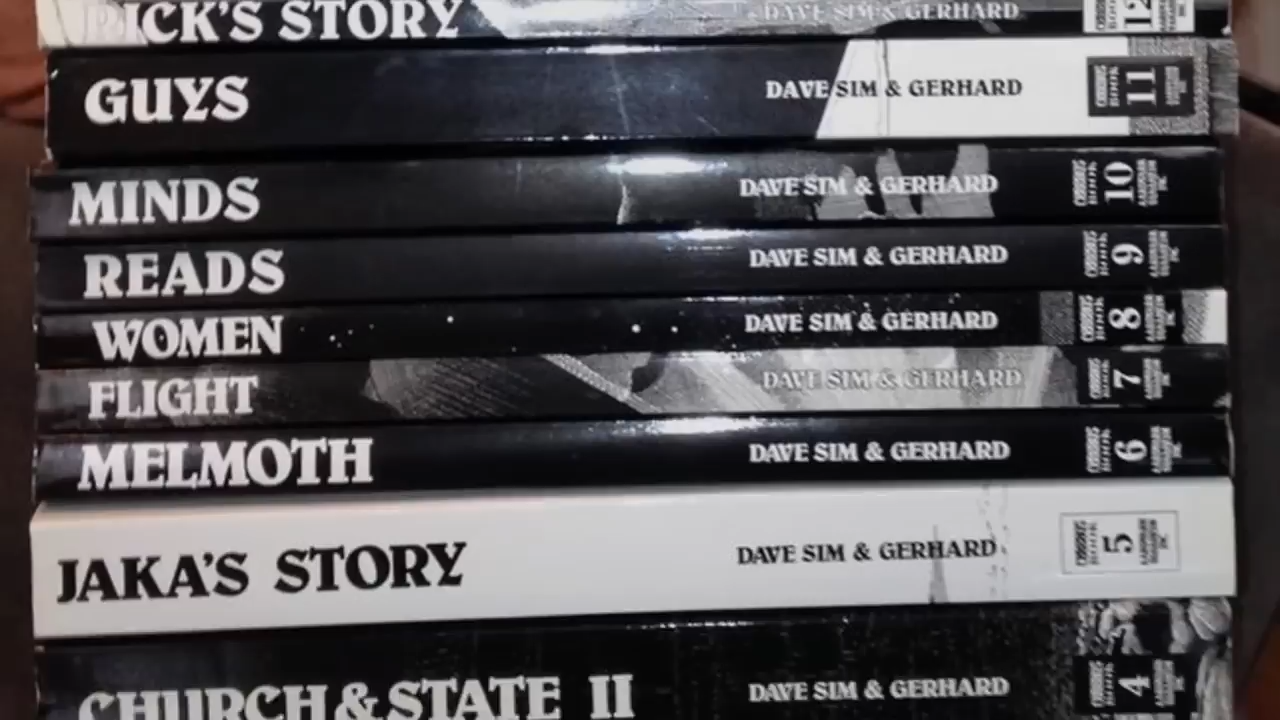 RICK'S STORY DAVE SIM & GERHARD 12
GUYS DAVE SIM & GERHARD 11
MINDS DAVE SIM & GERHARD 10
READS DAVE SIM & GERHARD 9
WOMEN DAVE SIM & GERHARD 8
FLIGHT DAVE SIM & GERHARD 7
MELMOTH DAVE SIM & GERHARD 6
JAKA'S STORY DAVE SIM & GERHARD 5
CHURCH & STATE II DAVE SIM & GERHARD 4